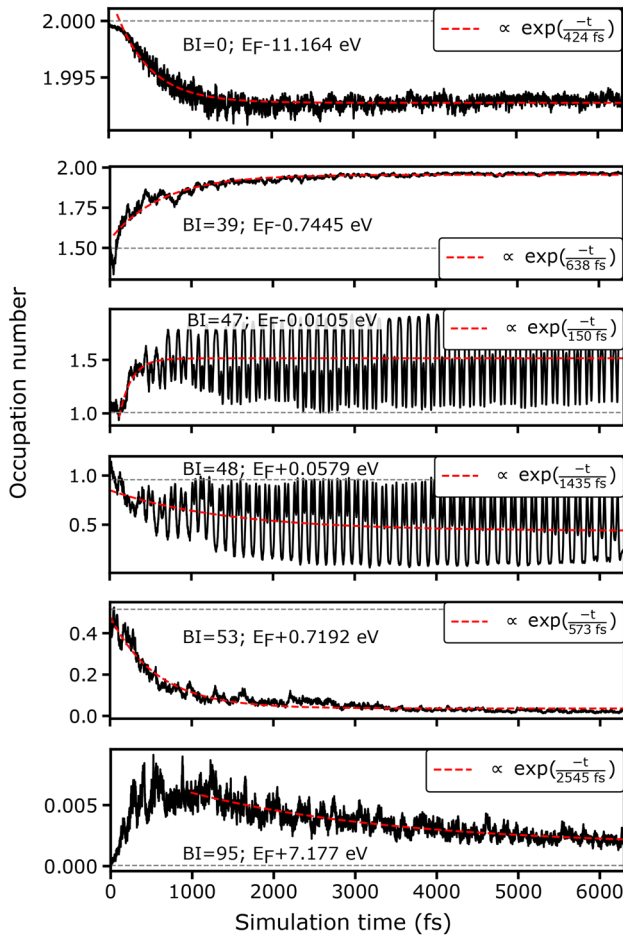 2.000
1.995
BI=0; EF-11.164 eV
∝ exp(−t/424 fs)
2.00
1.75
1.50
BI=39; EF-0.7445 eV
∝ exp(−t/638 fs)
1.5
1.0
BI=47; EF-0.0105 eV
∝ exp(−t/150 fs)
1.0
0.5
BI=48; EF+0.0579 eV
∝ exp(−t/1435 fs)
0.4
0.2
0.0
BI=53; EF+0.7192 eV
∝ exp(−t/573 fs)
0.005
0.000
BI=95; EF+7.177 eV
∝ exp(−t/2545 fs)
Occupation number
0 1000 2000 3000 4000 5000 6000
Simulation time (fs)